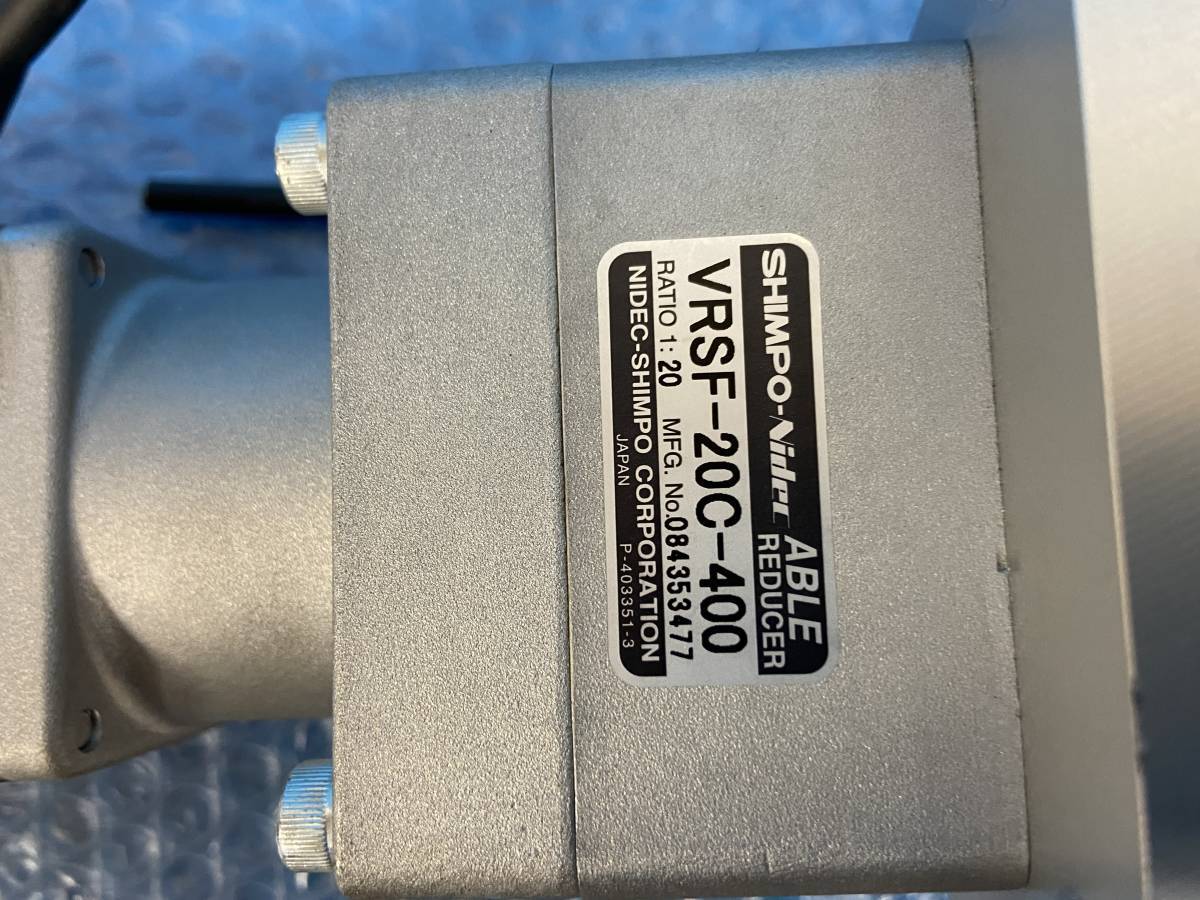 SHIMPO-Nidec ABLE
REDUCER
VRSF-20C-400
RATIO 1:20 MFG. No.084353477
NIDEC-SHIMPO CORPORATION
JAPAN P-403351-3